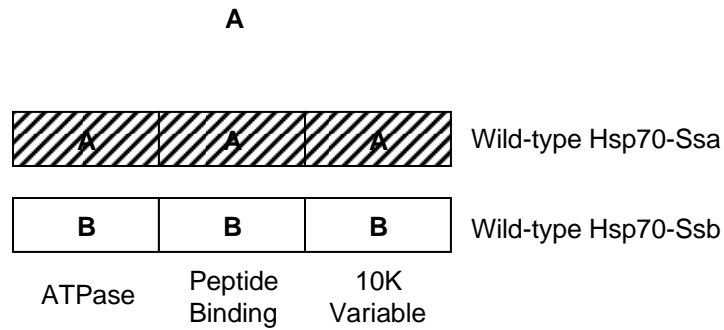 A
A A A Wild-type Hsp70-Ssa
B B B Wild-type Hsp70-Ssb
ATPase Peptide Binding 10K Variable